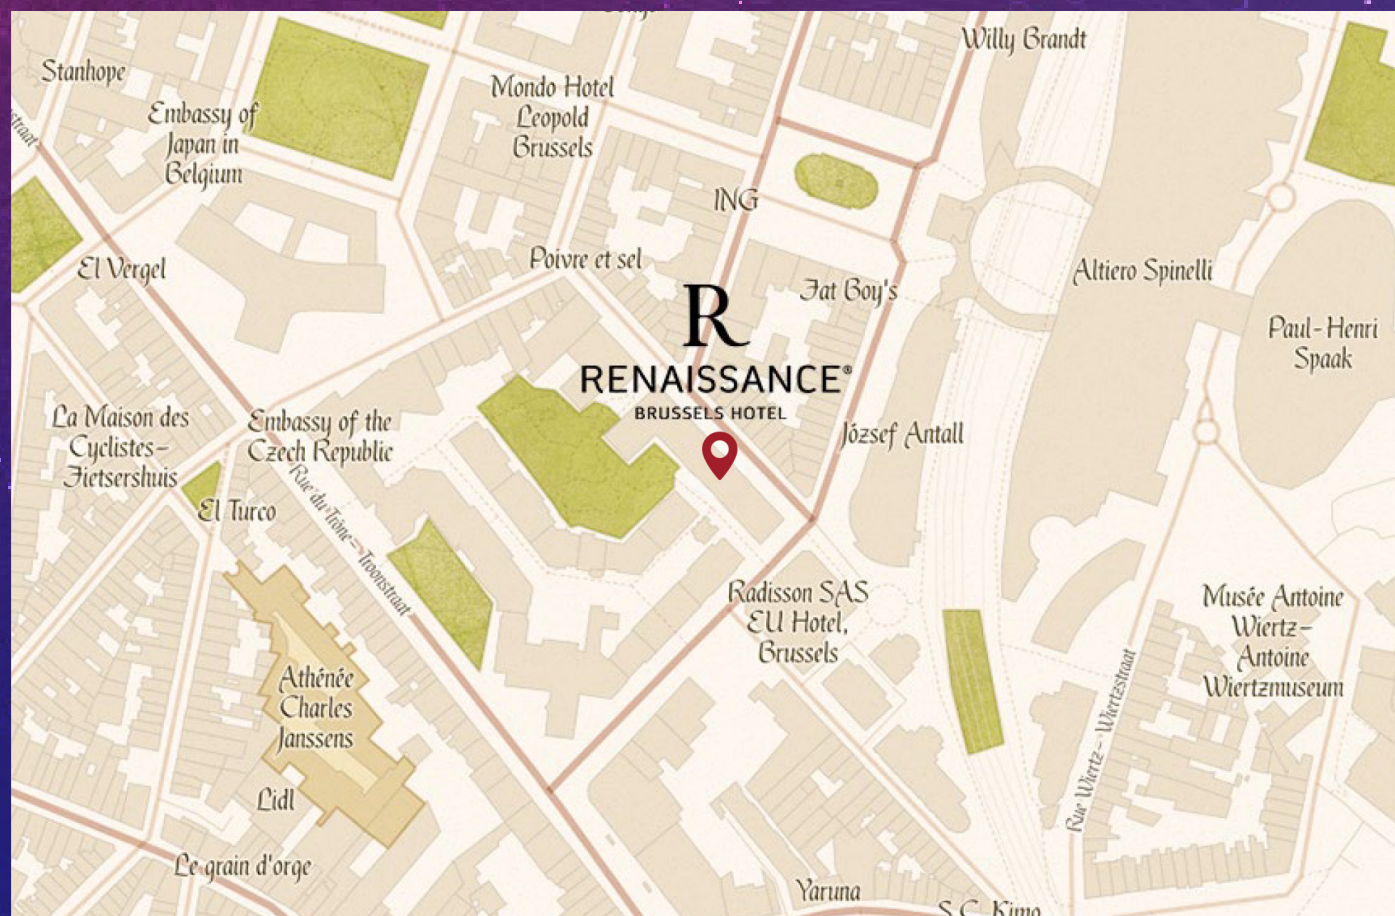 Willy Brandt
Stanhope
Mondo Hotel
Leopold
Brussels
Embassy of
Japan in
Belgium
straat
ING
Poivre et sel
El Vergel
Altiero Spinelli
Fat Boy's
R
RENAISSANCE®
BRUSSELS HOTEL
Paul-Henri
Spaak
La Maison des
Cyclistes-
Fietsershuis
Embassy of the
Czech Republic
József Antall
El Turco
Rue du Trône - Troonstraat
Radisson SAS
EU Hotel,
Brussels
Musée Antoine
Wiertz-
Antoine
Wiertzmuseum
Athénée
Charles
Janssens
Rue Wiertz - Wiertzstraat
Lidl
Le grain d'orge
Yaruna
S.C. Kimo